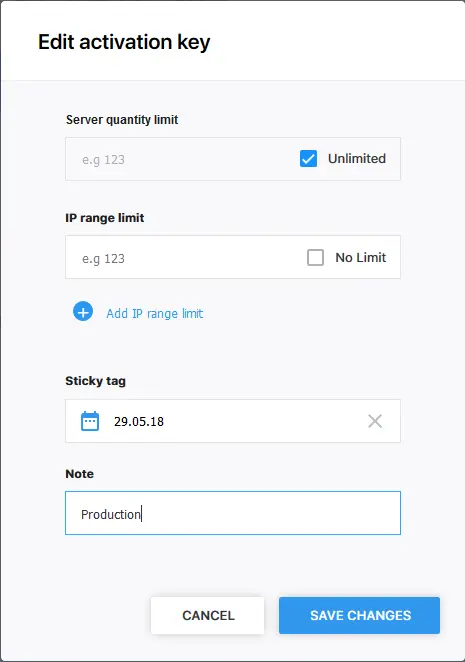 Edit activation key
Server quantity limit
e.g 123 Unlimited
IP range limit
e.g 123 No Limit
Add IP range limit
Sticky tag
29.05.18
Note
Production
CANCEL SAVE CHANGES